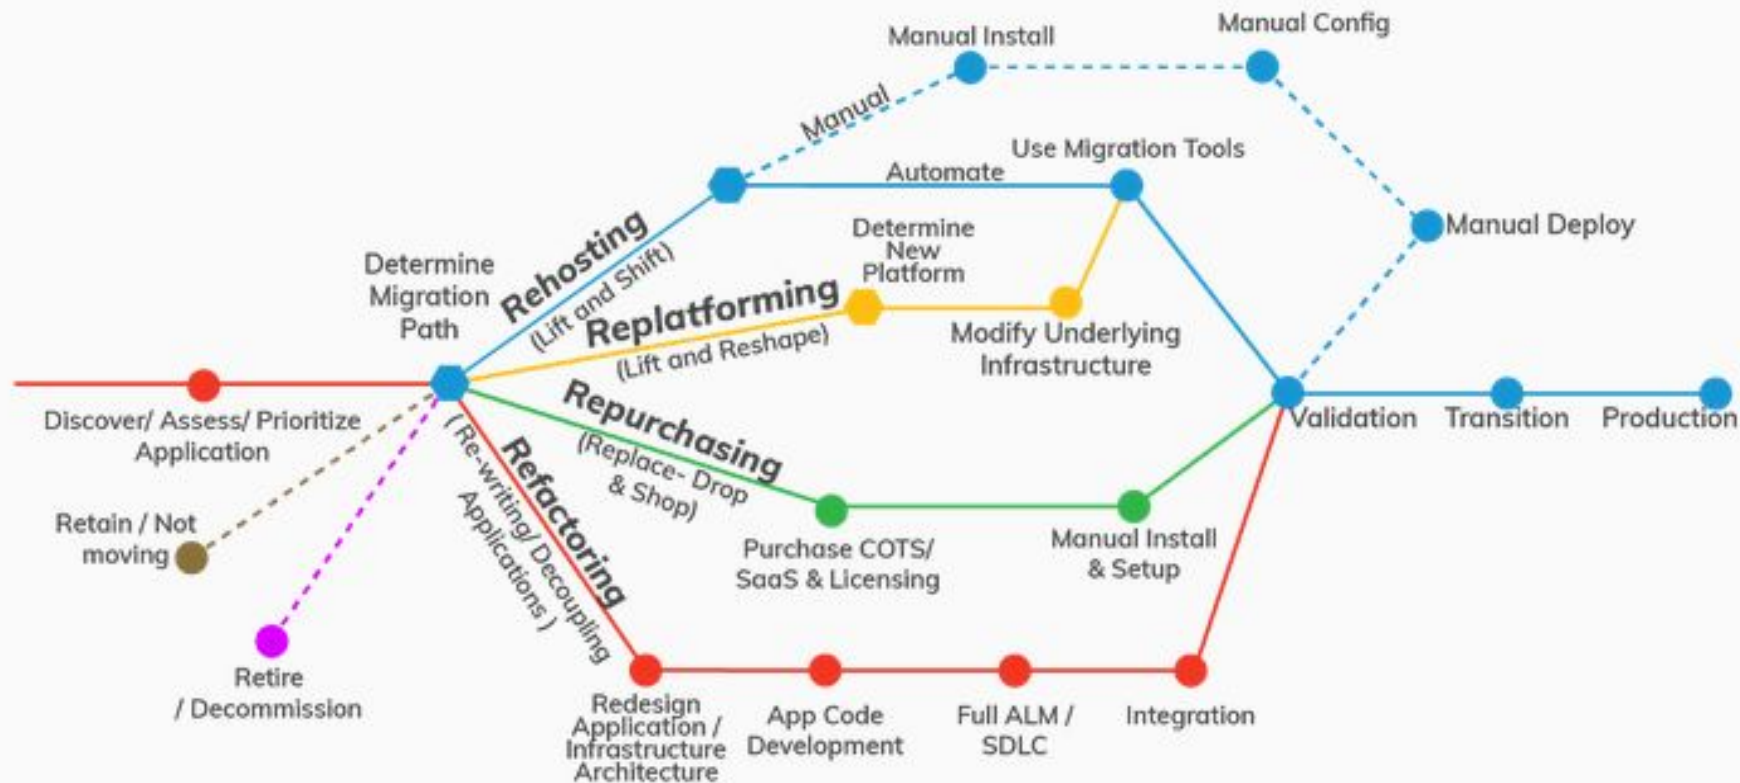 Manual Install
Manual Config
Manual
Use Migration Tools
Automate
Manual Deploy
Determine
New
Platform
Determine
Migration
Path
Rehosting
(Lift and Shift)
Replatforming
(Lift and Reshape)
Modify Underlying
Infrastructure
Discover/ Assess/ Prioritize
Application
Repurchasing
(Replace- Drop
& Shop)
Validation
Transition
Production
Refactoring
( Re-writing/ Decoupling
Applications )
Retain / Not
moving
Purchase COTS/
SaaS & Licensing
Manual Install
& Setup
Retire
/ Decommission
Redesign
Application /
Infrastructure
Architecture
App Code
Development
Full ALM /
SDLC
Integration